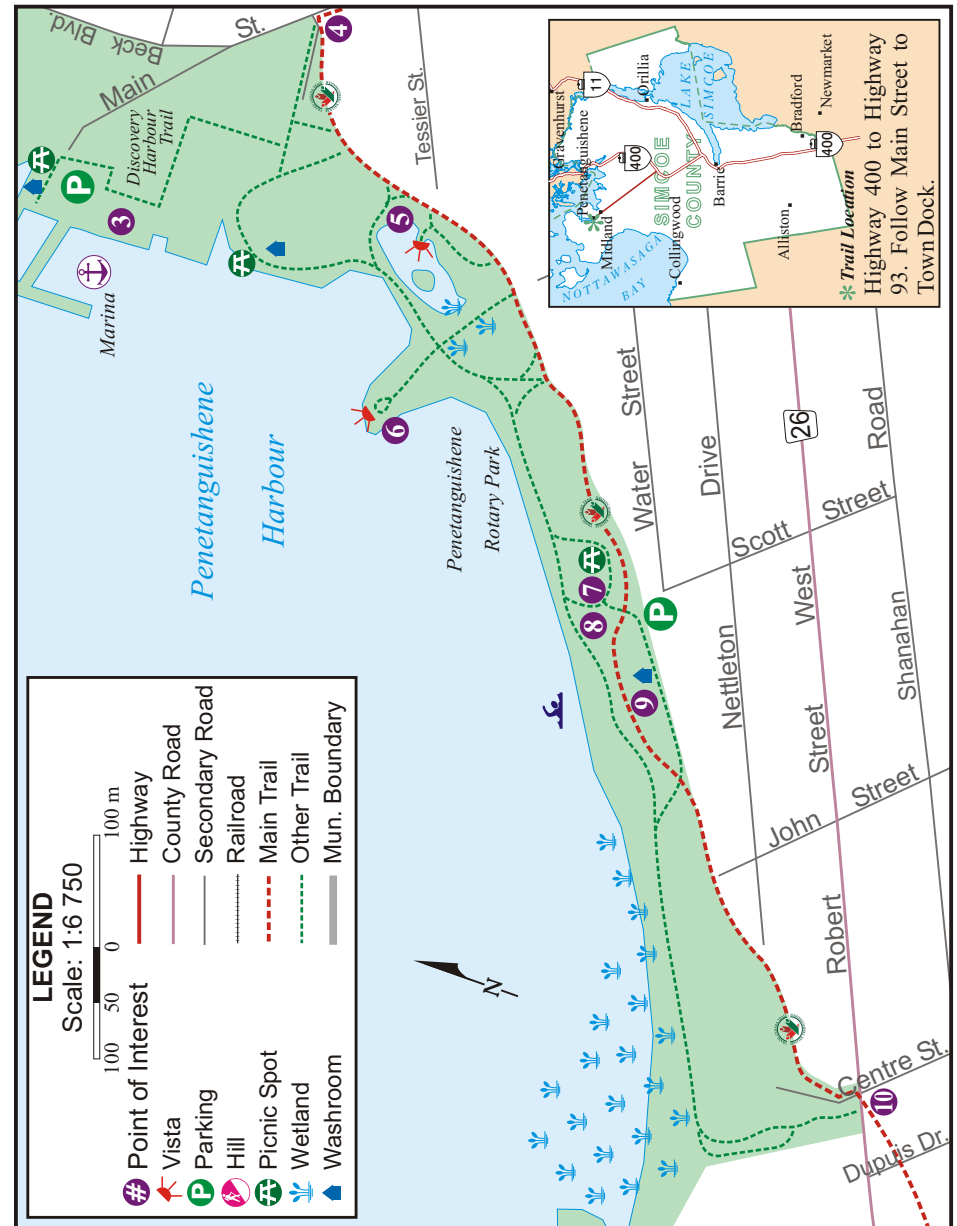 LEGEND
Scale: 1:6 750
100 50 0 100 m
# Point of Interest
Vista
P Parking
Hill
Picnic Spot
Wetland
Washroom
Highway
County Road
Secondary Road
Railroad
Main Trail
Other Trail
Mun. Boundary
Beck Blvd.
Main St.
Discovery
Harbour
Trail
Tessier St.
Marina
P
3
4
5
6
7
8
9
10
P
Penetanguishene
Harbour
Penetanguishene
Rotary Park
N
Water Street
Nettleton Drive
Scott Street
Robert Street West
26
Shanahan Road
John Street
Centre St.
Dupuis Dr.
Gravenhurst
11
Penetanguishene
Orillia
400
Midland
LAKE
SIMCOE
SIMCOE
COUNTY
NOTTAWASAGA
BAY
Collingwood
Barrie
Alliston
Bradford
Newmarket
400
* Trail Location
Highway 400 to Highway
93. Follow Main Street to
Town Dock.